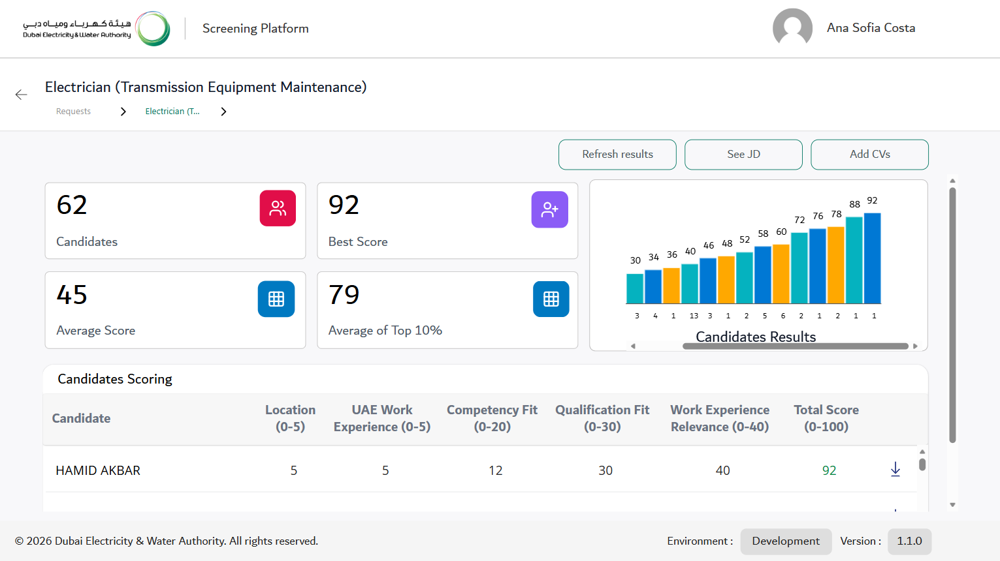 هيئة كهرباء ومياه دبي
Dubai Electricity & Water Authority
Screening Platform
Ana Sofia Costa
Electrician (Transmission Equipment Maintenance)
Requests
Electrician (T...
Refresh results
See JD
Add CVs
62
Candidates
92
Best Score
45
Average Score
79
Average of Top 10%
30 34 36 40 46 48 52 58 60 72 76 78 88 92
3 4 1 13 3 1 2 5 6 2 1 2 1 1
Candidates Results
Candidates Scoring
Candidate
Location (0-5)
UAE Work Experience (0-5)
Competency Fit (0-20)
Qualification Fit (0-30)
Work Experience Relevance (0-40)
Total Score (0-100)
HAMID AKBAR 5 5 12 30 40 92
© 2026 Dubai Electricity & Water Authority. All rights reserved.
Environment : Development Version : 1.1.0